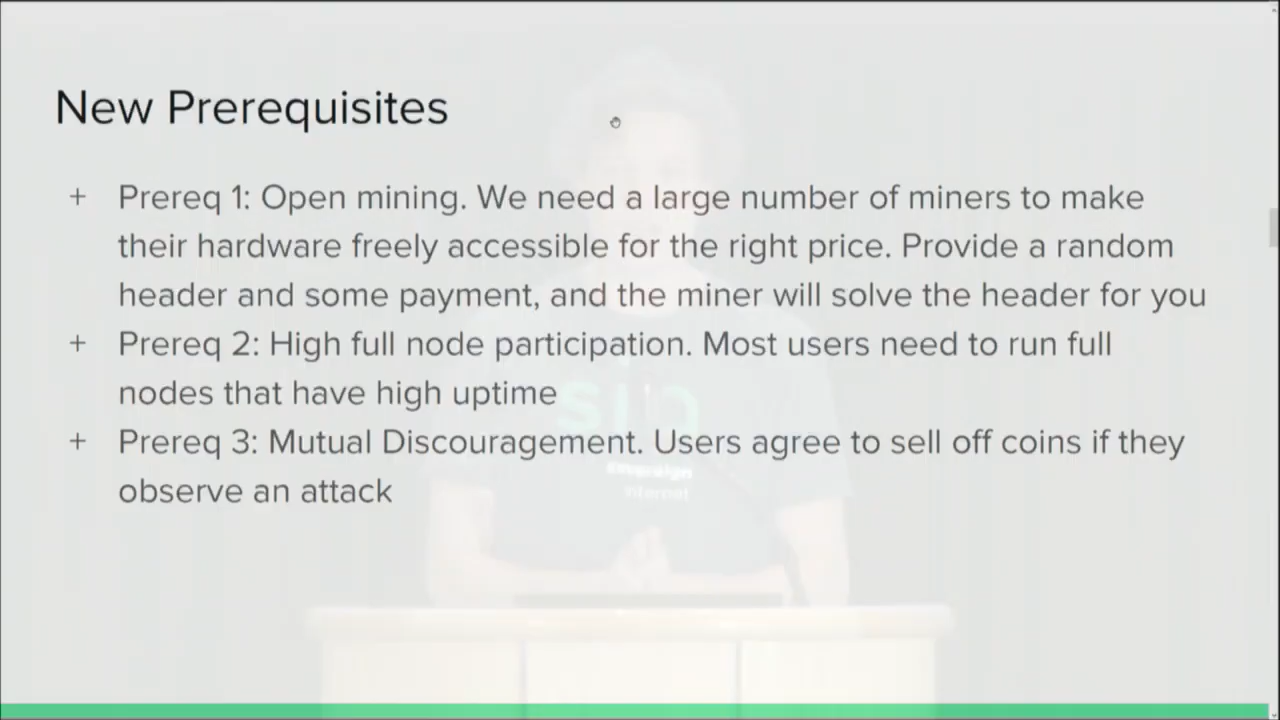 New Prerequisites
+ Prereq 1: Open mining. We need a large number of miners to make
their hardware freely accessible for the right price. Provide a random
header and some payment, and the miner will solve the header for you
+ Prereq 2: High full node participation. Most users need to run full
nodes that have high uptime
+ Prereq 3: Mutual Discouragement. Users agree to sell off coins if they
observe an attack
internet